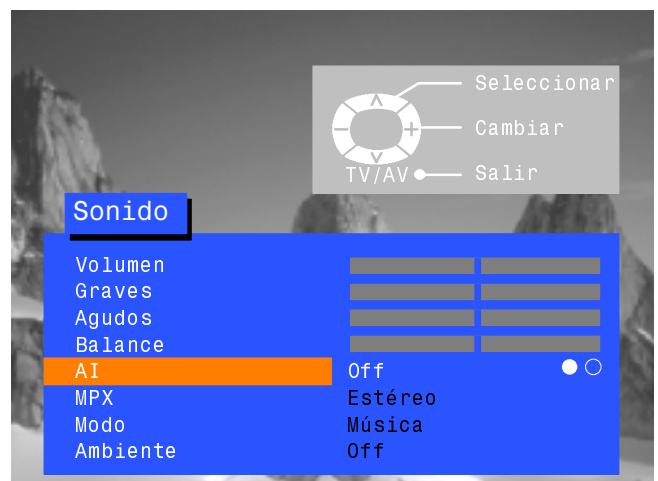 Seleccionar
Cambiar
TV/AV Salir
Sonido
Volumen
Graves
Agudos
Balance
AI Off
MPX Estéreo
Modo Música
Ambiente Off